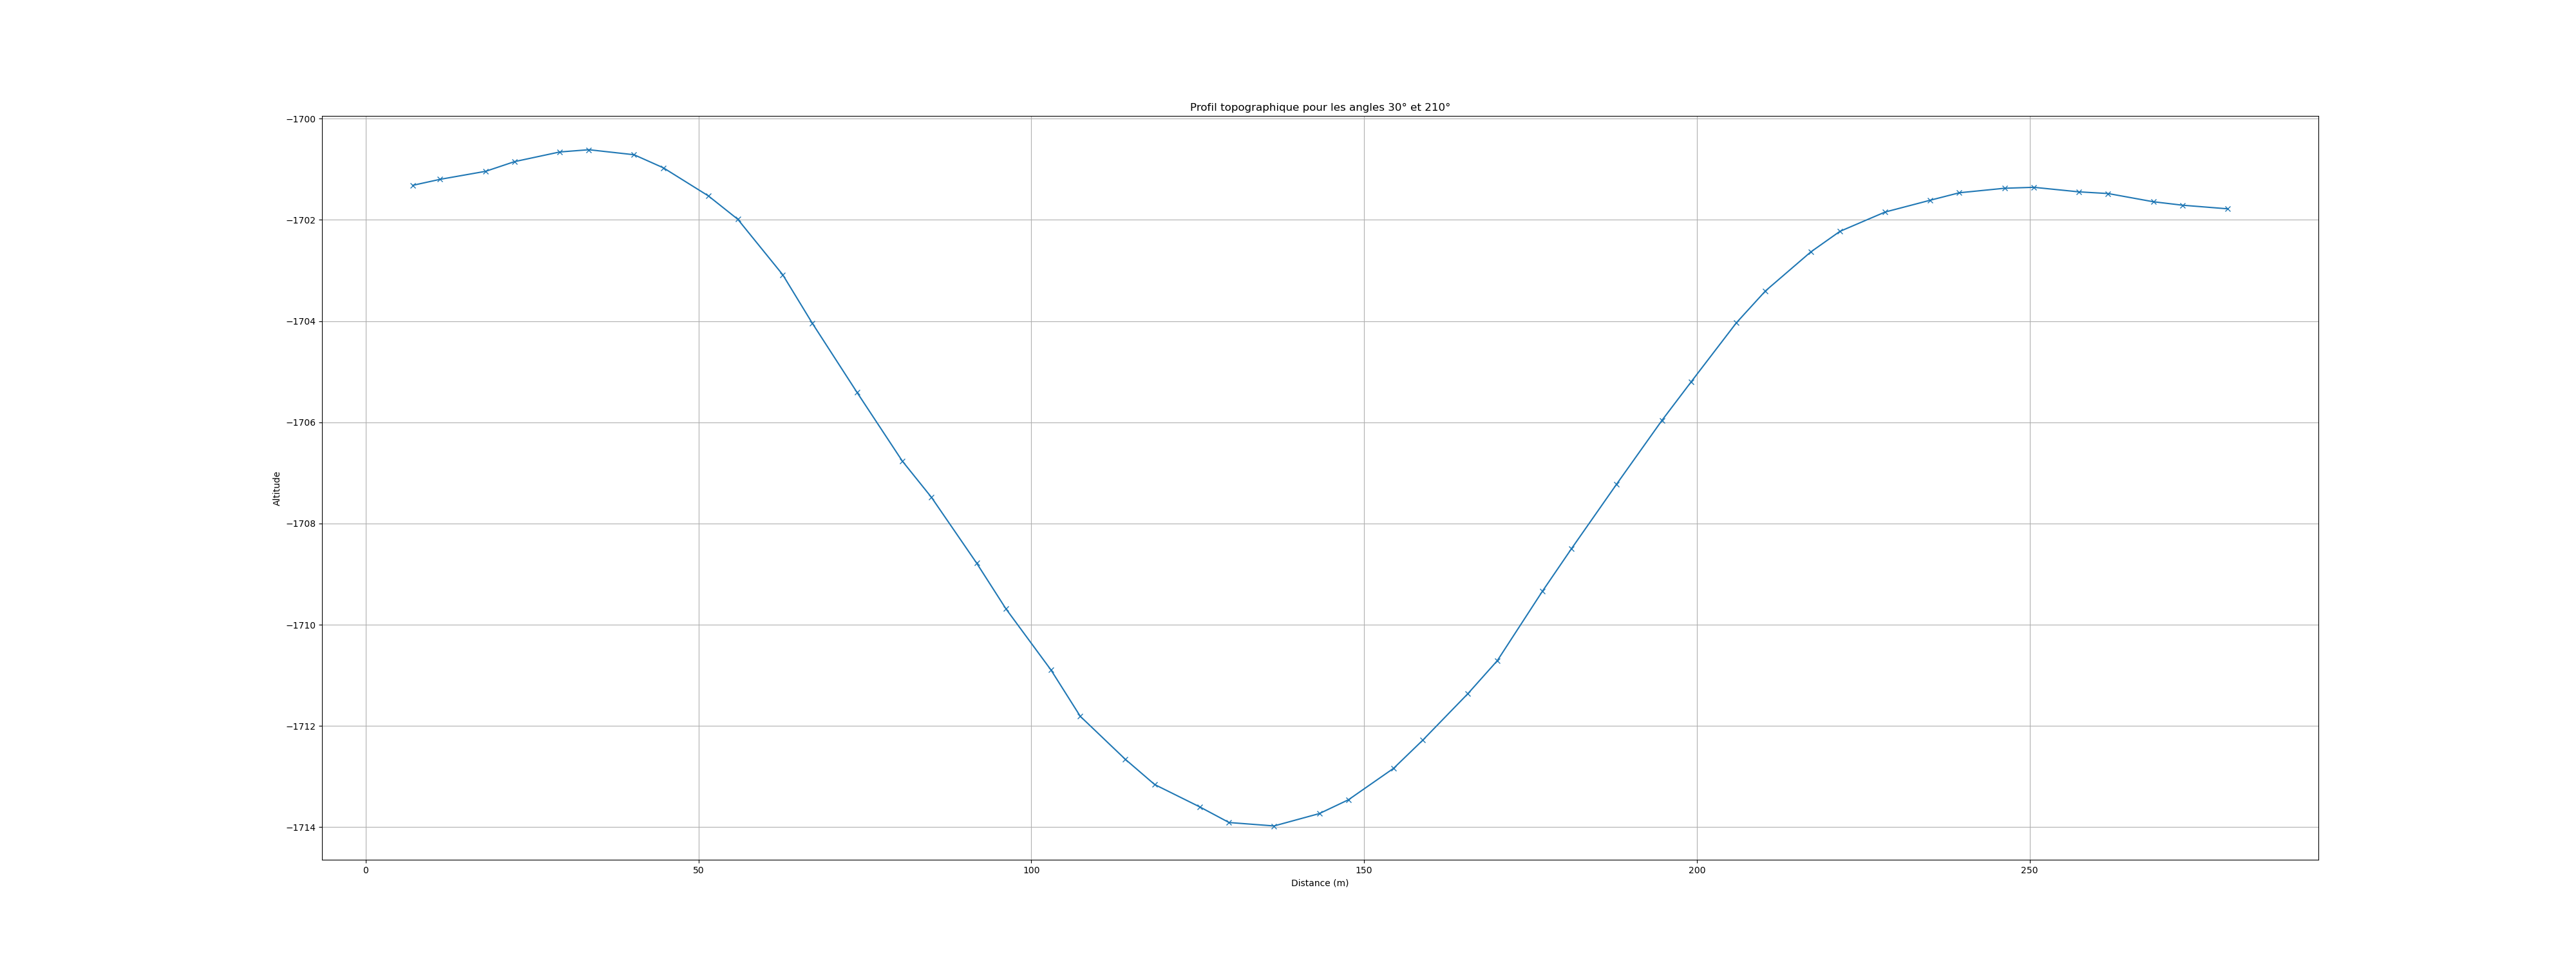 Profil topographique pour les angles 30° et 210°
−1700
−1702
−1704
−1706
−1708
−1710
−1712
−1714
Altitude
0 50 100 150 200 250
Distance (m)